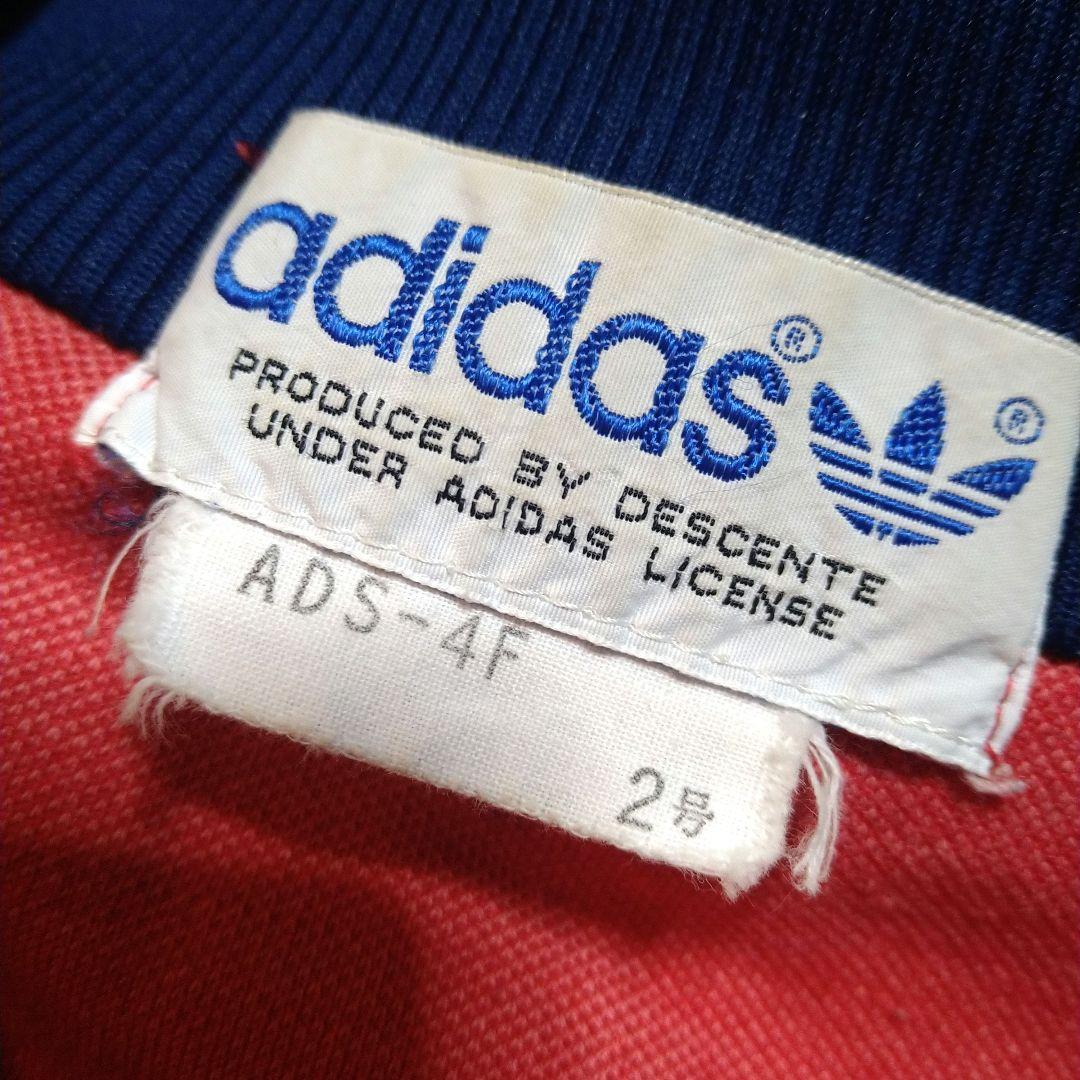 adidas®
®
PRODUCED BY DESCENTE
UNDER ADIDAS LICENSE
ADS-4F
2号